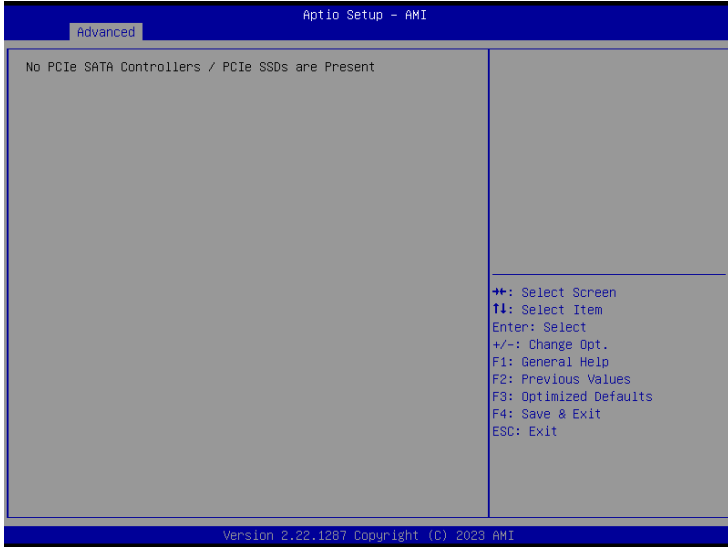 Aptio Setup - AMI
Advanced
No PCIe SATA Controllers / PCIe SSDs are Present
→←: Select Screen
↑↓: Select Item
Enter: Select
+/-: Change Opt.
F1: General Help
F2: Previous Values
F3: Optimized Defaults
F4: Save & Exit
ESC: Exit
Version 2.22.1287 Copyright (C) 2023 AMI